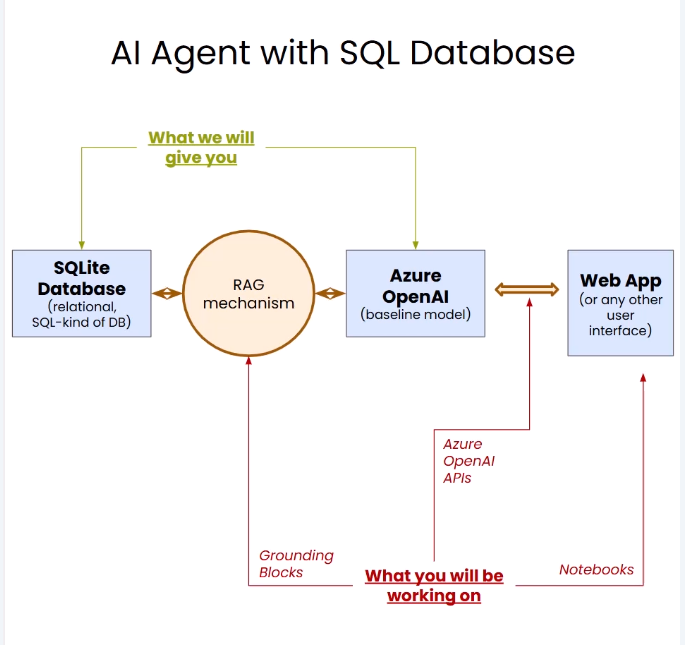 AI Agent with SQL Database
What we will
give you
SQLite
Database
(relational,
SQL-kind of DB)
RAG
mechanism
Azure
OpenAI
(baseline model)
Web App
(or any other
user
interface)
Azure
OpenAI
APIs
Grounding
Blocks
What you will be
working on
Notebooks